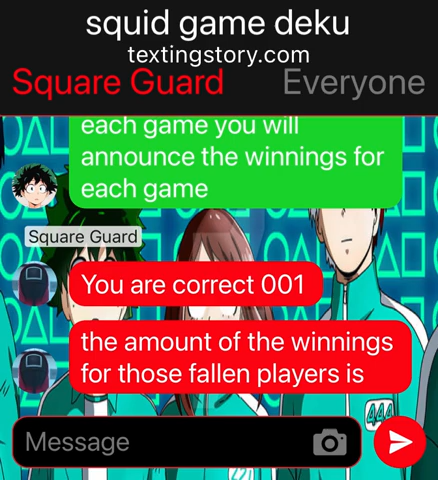 squid game deku
textingstory.com
Square Guard Everyone
each game you will
announce the winnings for
each game
Square Guard
You are correct 001
the amount of the winnings
for those fallen players is
444
Message